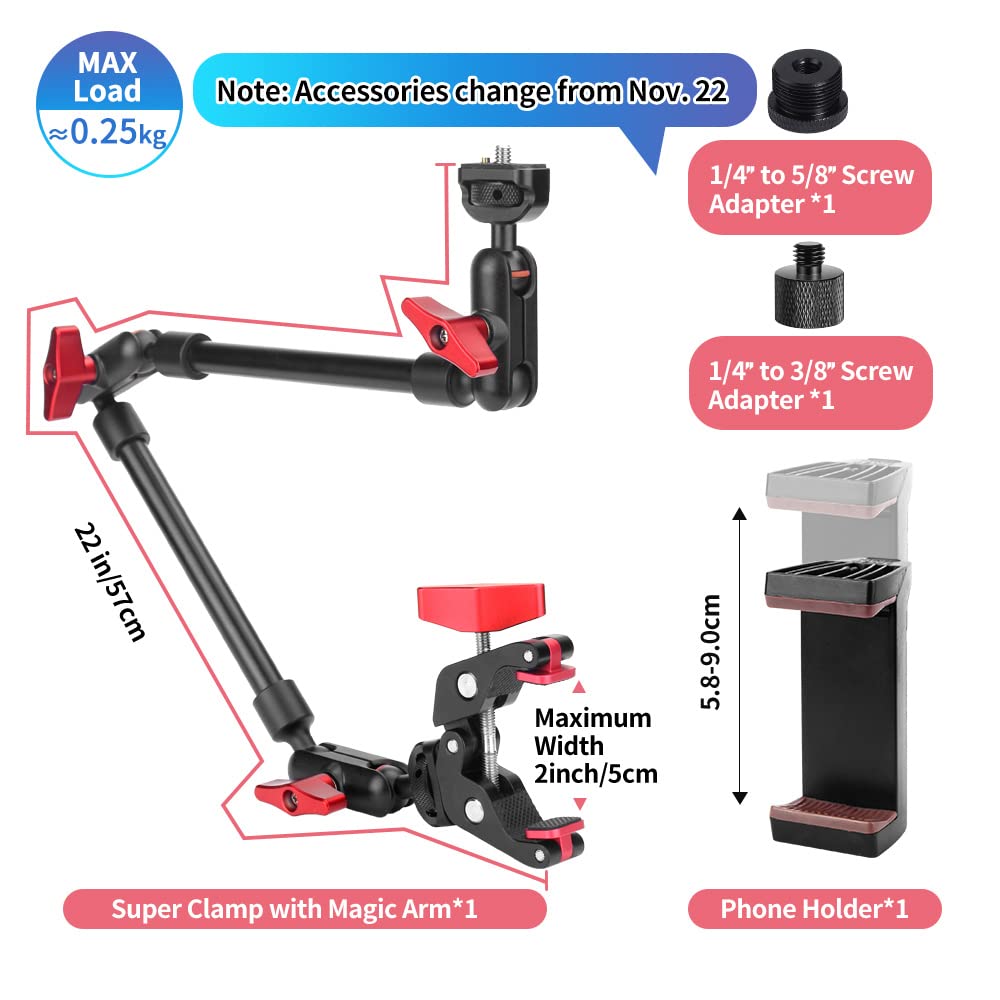 MAX
Load
≈0.25kg
Note: Accessories change from Nov. 22
1/4” to 5/8” Screw
Adapter *1
1/4” to 3/8” Screw
Adapter *1
22 in/57cm
5.8-9.0cm
Maximum
Width
2inch/5cm
Super Clamp with Magic Arm*1
Phone Holder*1